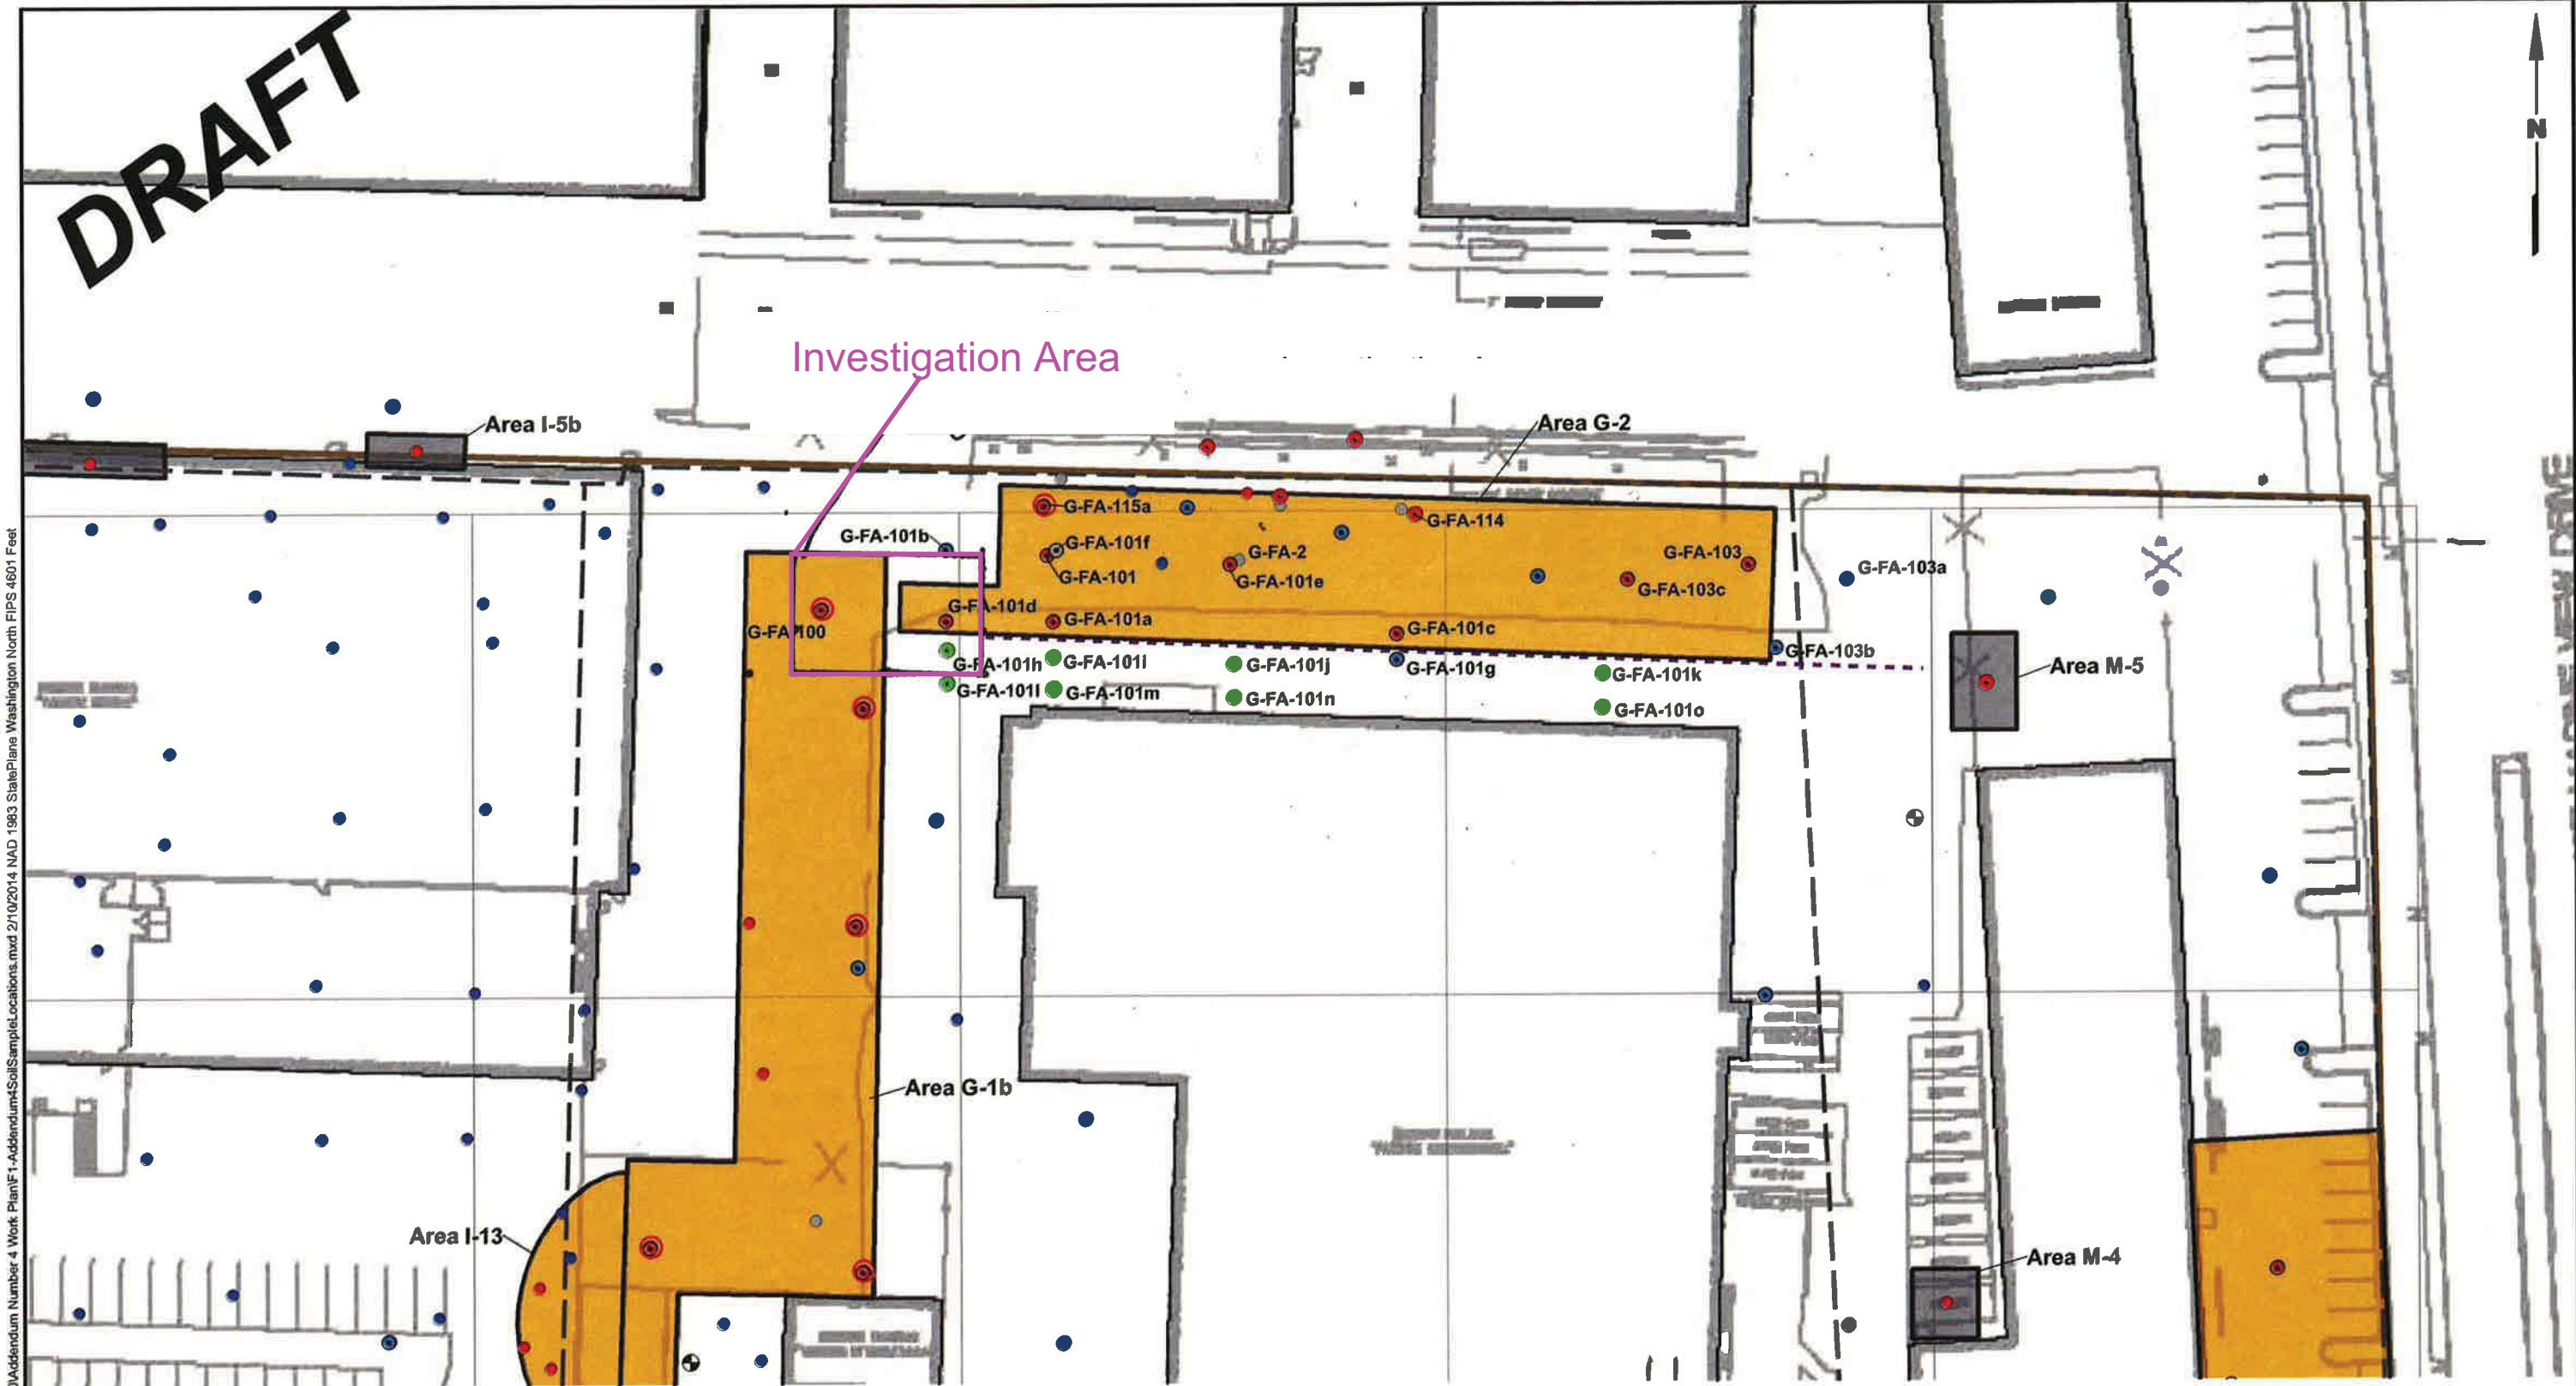 DRAFT
N
Investigation Area
Area I-5b
Area G-2
G-FA-115a
G-FA-114
G-FA-101b
G-FA-101f
G-FA-2
G-FA-103
G-FA-103a
G-FA-101
G-FA-101e
G-FA-103c
G-FA-101d
G-FA-100
G-FA-101a
G-FA-101c
G-FA-103b
G-FA-101h
G-FA-101i
G-FA-101j
G-FA-101g
G-FA-101k
Area M-5
G-FA-101l
G-FA-101m
G-FA-101n
G-FA-101o
Area G-1b
Area I-13
Area M-4
Addendum Number 4 Work Plan\F1-Addendum4SoilSampleLocations.mxd 2/10/2014 NAD 1983 StatePlane Washington North FIPS 4601 Feet